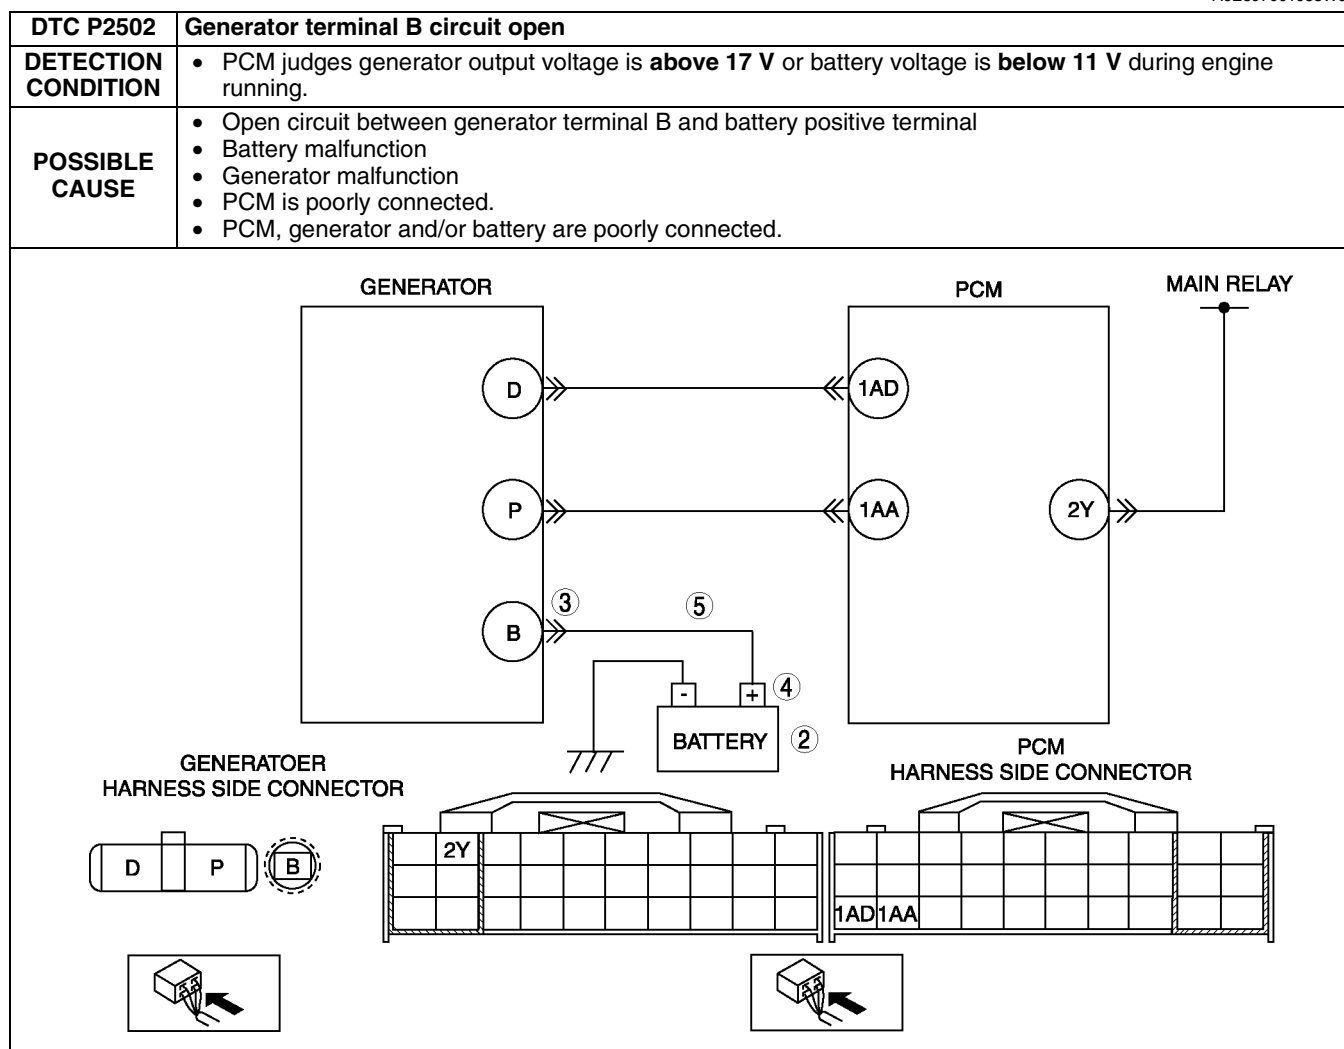 DTC P2502 Generator terminal B circuit open
DETECTION CONDITION
• PCM judges generator output voltage is above 17 V or battery voltage is below 11 V during engine
running.
POSSIBLE CAUSE
• Open circuit between generator terminal B and battery positive terminal
• Battery malfunction
• Generator malfunction
• PCM is poorly connected.
• PCM, generator and/or battery are poorly connected.
GENERATOR
PCM
MAIN RELAY
D
1AD
P
1AA
2Y
B
③
⑤
-
+
④
BATTERY
②
GENERATOER
HARNESS SIDE CONNECTOR
PCM
HARNESS SIDE CONNECTOR
D P B
2Y
1AD 1AA